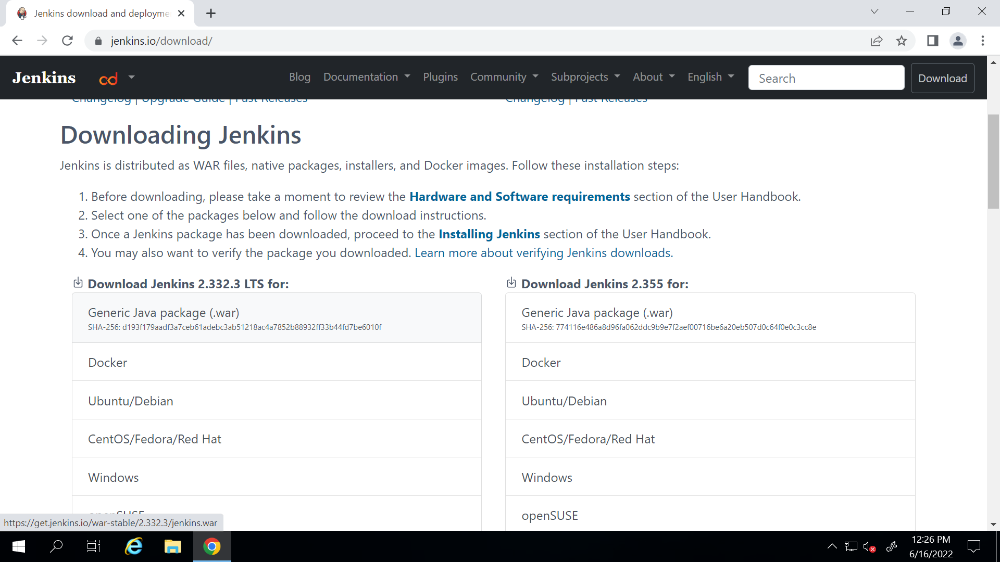 Jenkins download and deployme
jenkins.io/download/
Jenkins cd Blog Documentation Plugins Community Subprojects About English Search Download
Changelog | Upgrade Guide | Past Releases
Changelog | Past Releases
Downloading Jenkins
Jenkins is distributed as WAR files, native packages, installers, and Docker images. Follow these installation steps:
1. Before downloading, please take a moment to review the Hardware and Software requirements section of the User Handbook.
2. Select one of the packages below and follow the download instructions.
3. Once a Jenkins package has been downloaded, proceed to the Installing Jenkins section of the User Handbook.
4. You may also want to verify the package you downloaded. Learn more about verifying Jenkins downloads.
Download Jenkins 2.332.3 LTS for:
Generic Java package (.war)
SHA-256: d193f179aadf3a7ceb61adebc3ab51218ac4a7852b88932ff33b44fd7be6010f
Docker
Ubuntu/Debian
CentOS/Fedora/Red Hat
Windows
openSUSE
Download Jenkins 2.355 for:
Generic Java package (.war)
SHA-256: 774116e486a8d96fa062ddc9b9e7f2aef00716be6a20eb507d0c64f0e0c3cc8e
Docker
Ubuntu/Debian
CentOS/Fedora/Red Hat
Windows
openSUSE
https://get.jenkins.io/war-stable/2.332.3/jenkins.war
12:26 PM
6/16/2022